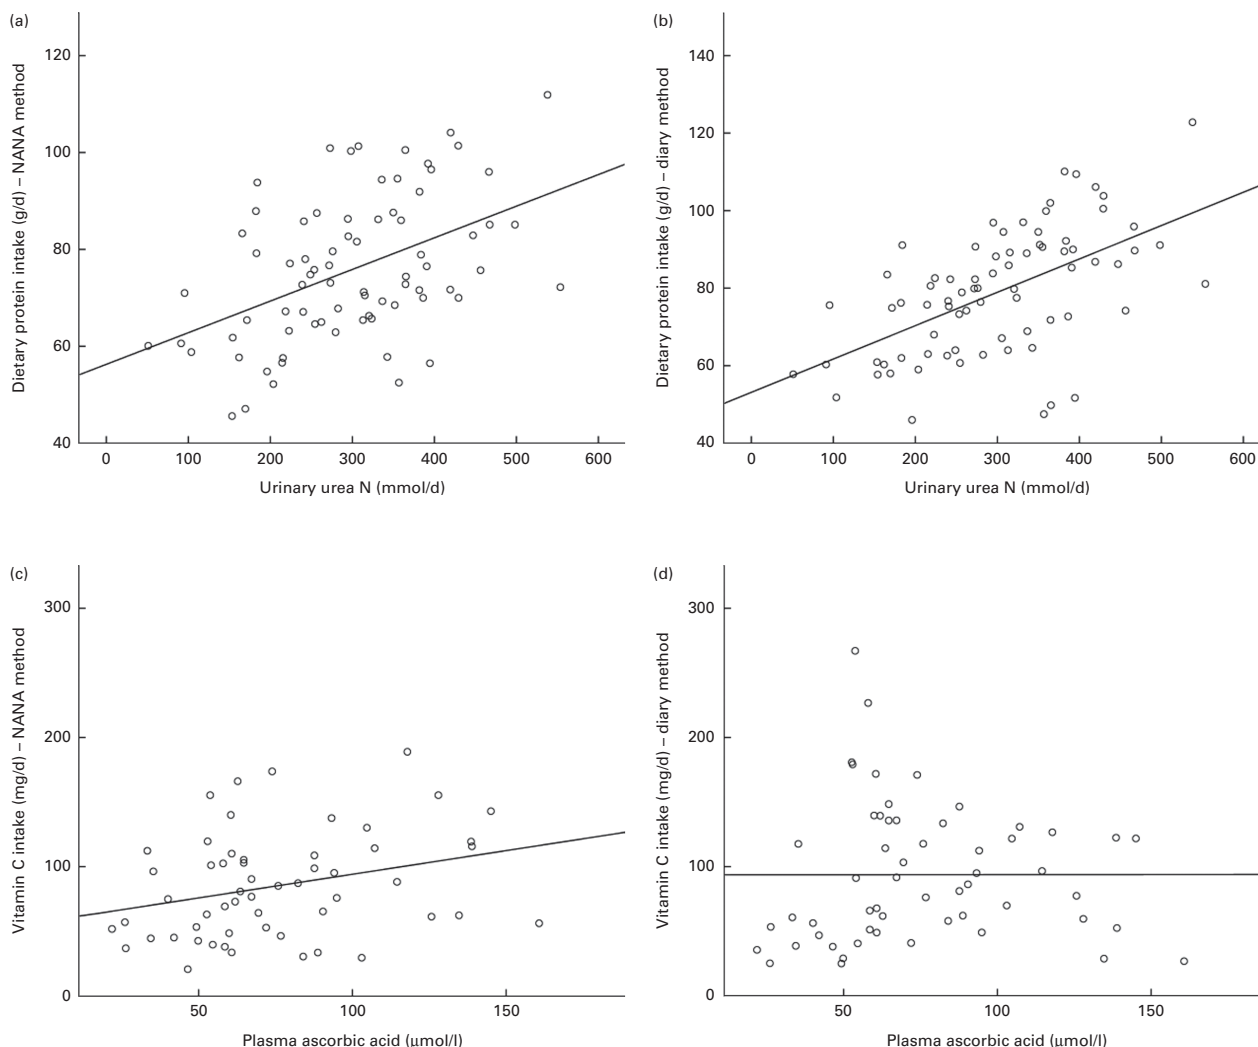 (a)
120
100
80
60
40
Dietary protein intake (g/d) – NANA method
0 100 200 300 400 500 600
Urinary urea N (mmol/d)
(b)
140
120
100
80
60
40
Dietary protein intake (g/d) – diary method
0 100 200 300 400 500 600
Urinary urea N (mmol/d)
(c)
300
200
100
0
Vitamin C intake (mg/d) – NANA method
50 100 150
Plasma ascorbic acid (μmol/l)
(d)
300
200
100
0
Vitamin C intake (mg/d) – diary method
50 100 150
Plasma ascorbic acid (μmol/l)